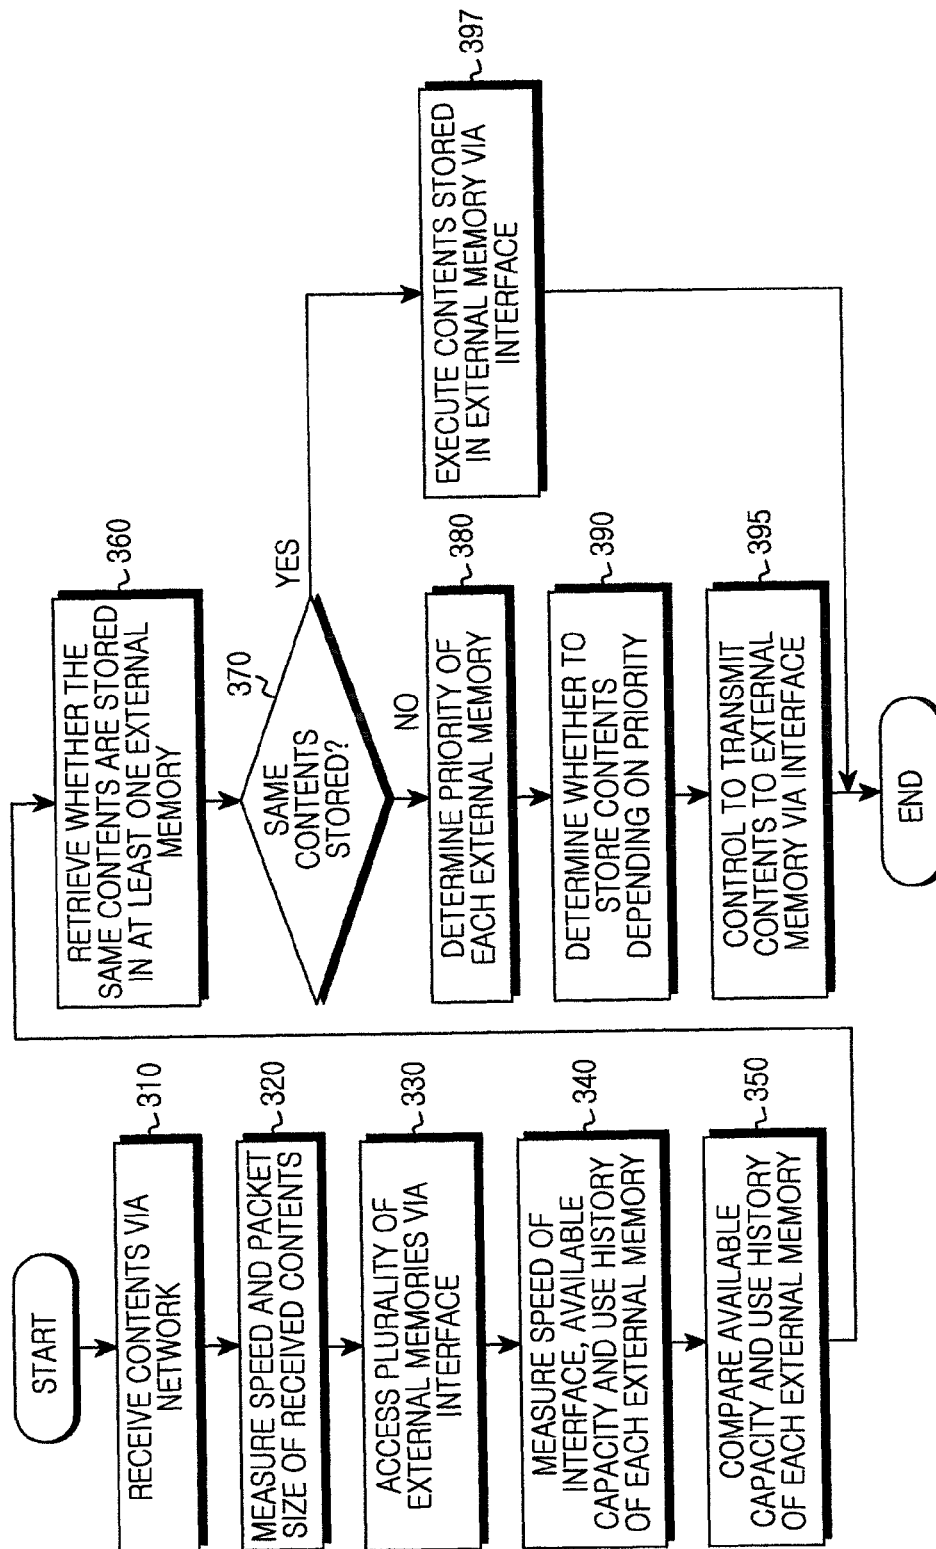 START
RECEIVE CONTENTS VIA
NETWORK
310
MEASURE SPEED AND PACKET
SIZE OF RECEIVED CONTENTS
320
ACCESS PLURALITY OF
EXTERNAL MEMORIES VIA
INTERFACE
330
MEASURE SPEED OF
INTERFACE, AVAILABLE
CAPACITY AND USE HISTORY
OF EACH EXTERNAL MEMORY
340
COMPARE AVAILABLE
CAPACITY AND USE HISTORY
OF EACH EXTERNAL MEMORY
350
RETRIEVE WHETHER THE
SAME CONTENTS ARE STORED
IN AT LEAST ONE EXTERNAL
MEMORY
360
SAME
CONTENTS
STORED?
370
YES
NO
DETERMINE PRIORITY OF
EACH EXTERNAL MEMORY
380
DETERMINE WHETHER TO
STORE CONTENTS
DEPENDING ON PRIORITY
390
CONTROL TO TRANSMIT
CONTENTS TO EXTERNAL
MEMORY VIA INTERFACE
395
EXECUTE CONTENTS STORED
IN EXTERNAL MEMORY VIA
INTERFACE
397
END